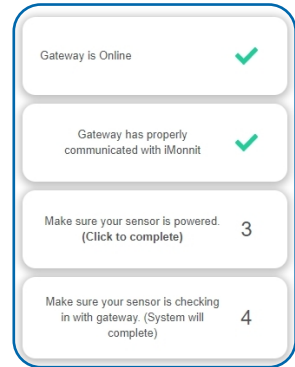 Gateway is Online
Gateway has properly
communicated with iMonnit
Make sure your sensor is powered.
(Click to complete)
3
Make sure your sensor is checking
in with gateway. (System will
complete)
4